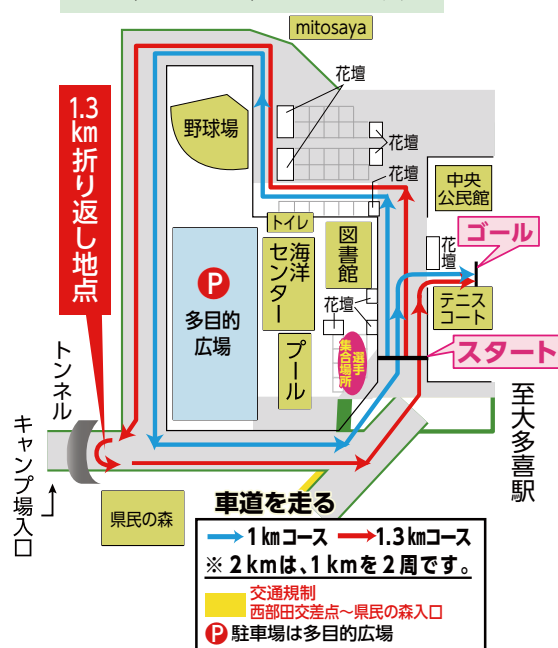 mitosaya
花壇
野球場
花壇
花壇
中央
公民館
トイレ
図書館
海洋
センター
花壇
ゴール
テニス
コート
1.3
km
折り返し地点
P
多目的
広場
花壇
選手
集合場所
プール
スタート
トンネル
キャンプ場入口
至大多喜駅
県民の森
車道を走る
1kmコース 1.3kmコース
※2kmは、1kmを2周です。
交通規制
西部田交差点～県民の森入口
P 駐車場は多目的広場